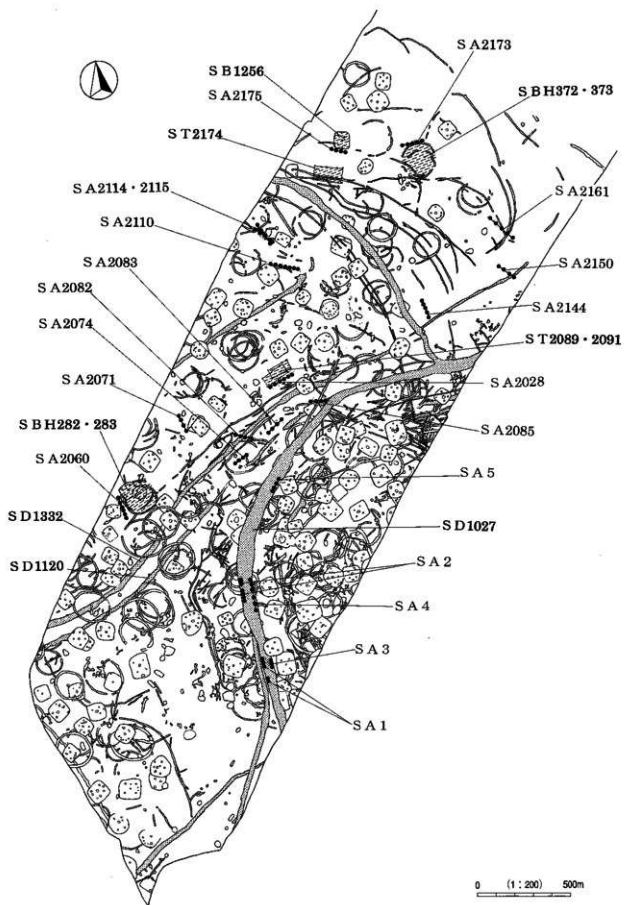 SA2173
SB1256
SA2175
SBH372・373
ST2174
SA2114・2115
SA2161
SA2110
SA2083
SA2150
SA2082
SA2144
SA2074
ST2089・2091
SA2071
SA2028
SBH282・283
SA2085
SA2060
SA5
SD1332
SD1027
SD1120
SA2
SA4
SA3
SA1
0 (1:200) 500m